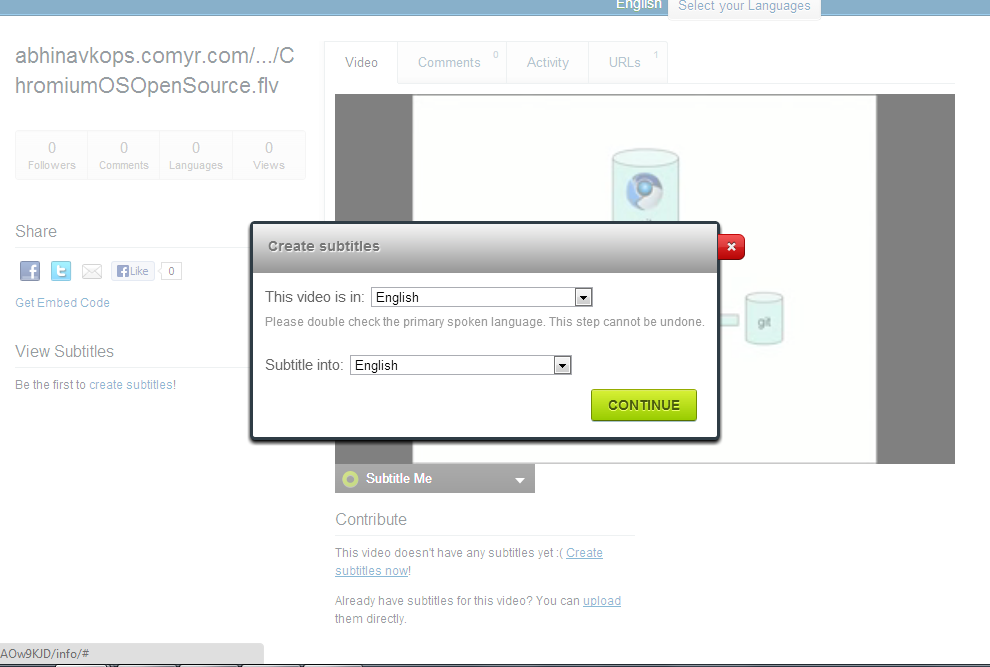 English
Select your Languages
abhinavkops.comyr.com/.../C
hromiumOSOpenSource.flv
0 0 0 0
Followers Comments Languages Views
Share
Like 0
Get Embed Code
View Subtitles
Be the first to create subtitles!
Video Comments 0 Activity URLs 1
git
Create subtitles
This video is in: English
Please double check the primary spoken language. This step cannot be undone.
Subtitle into: English
CONTINUE
Subtitle Me
Contribute
This video doesn't have any subtitles yet :( Create
subtitles now!
Already have subtitles for this video? You can upload
them directly.
AOw9KJD/info/#